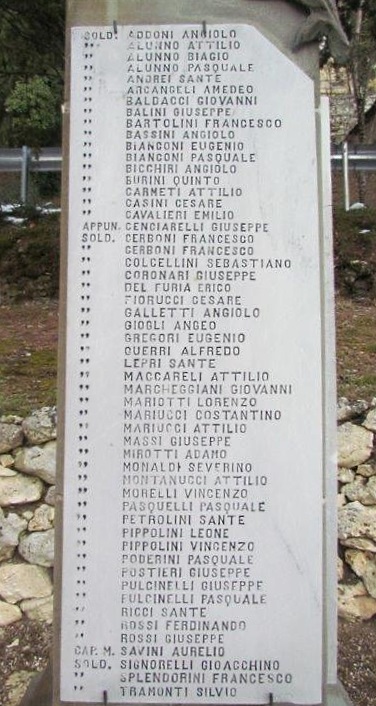 SOLD. ADDONI ANGIOLO
" ALUNNO ATTILIO
" ALUNNO BIAGIO
" ALUNNO PASQUALE
" ANDREI SANTE
" ARCANGELI AMEDEO
" BALDACCI GIOVANNI
" BALINI GIUSEPPE
" BARTOLINI FRANCESCO
" BASSINI ANGIOLO
" BIANCONI EUGENIO
" BIANCONI PASQUALE
" BICCHIRI ANGIOLO
" BURINI QUINTO
" CARMETI ATTILIO
" CASINI CESARE
" CAVALIERI EMILIO
APPUN. CENCIARELLI GIUSEPPE
SOLD. CERBONI FRANCESCO
" CERBONI FRANCESCO
" COLCELLINI SEBASTIANO
" CORONARI GIUSEPPE
" DEL FURIA ERICO
" FIORUCCI CESARE
" GALLETTI ANGIOLO
" GIOGLI ANGEO
" GREGORI EUGENIO
" GUERRI ALFREDO
" LEPRI SANTE
" MACCARELI ATTILIO
" MARCHEGGIANI GIOVANNI
" MARIOTTI LORENZO
" MARIUCCI COSTANTINO
" MARIUCCI ATTILIO
" MASSI GIUSEPPE
" MIROTTI ADAMO
" MONALDI SEVERINO
" MONTANUCCI ATTILIO
" MORELLI VINCENZO
" PASQUELLI PASQUALE
" PETROLINI SANTE
" PIPPOLINI LEONE
" PIPPOLINI VINCENZO
" PODERINI PASQUALE
" POSTIERI GIUSEPPE
" PULCINELLI GIUSEPPE
" PULCINELLI PASQUALE
" RICCI SANTE
" ROSSI FERDINANDO
" ROSSI GIUSEPPE
CAP. M. SAVINI AURELIO
SOLD. SIGNORELLI GIOACCHINO
" SPLENDORINI FRANCESCO
" TRAMONTI SILVIO